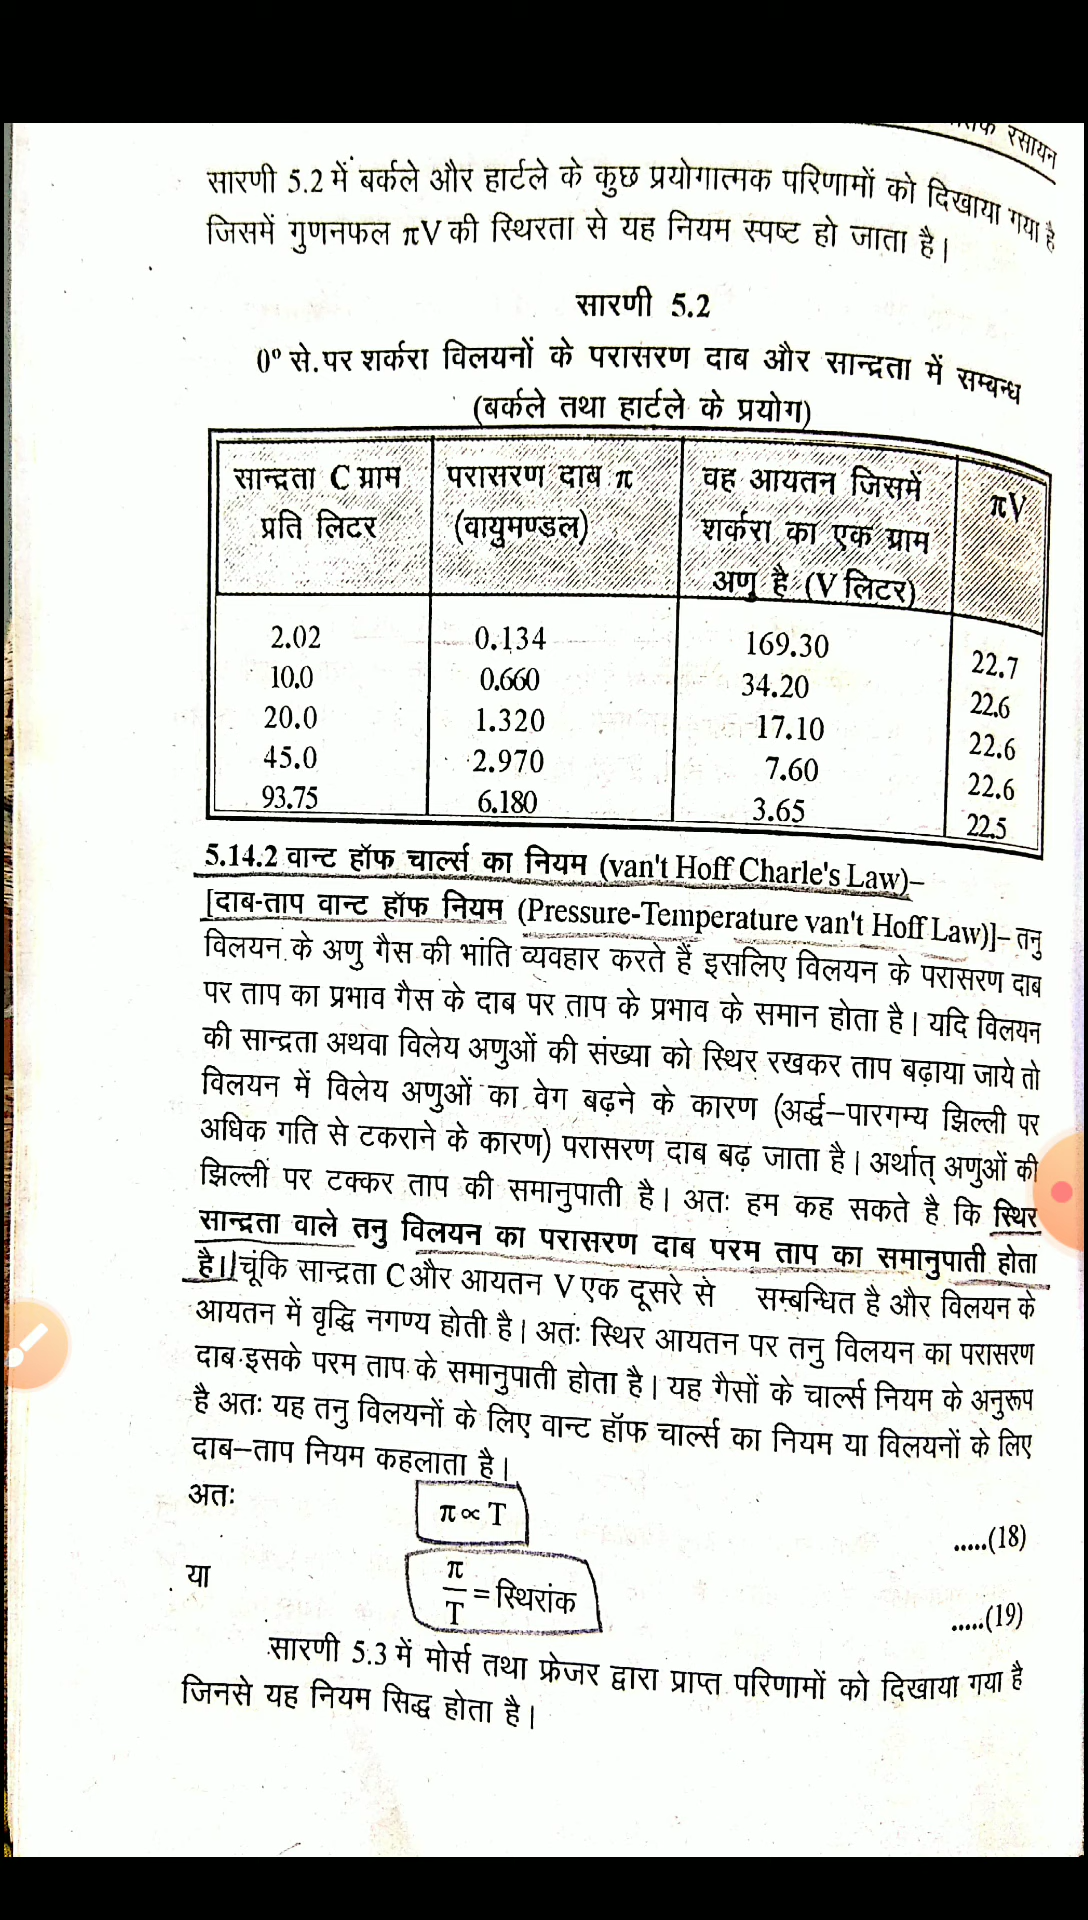 रसायन
सारणी 5.2 में बर्कले और हार्टले के कुछ प्रयोगात्मक परिणामों को दिखाया गया है
जिसमें गुणनफल πV की स्थिरता से यह नियम स्पष्ट हो जाता है।
सारणी 5.2
0° से. पर शर्करा विलयनों के परासरण दाब और सान्द्रता में सम्बन्ध
(बर्कले तथा हार्टले के प्रयोग)
सान्द्रता C ग्राम प्रति लिटर | परासरण दाब π (वायुमण्डल) | वह आयतन जिसमें शर्करा का एक ग्राम अणु है (V लिटर) | πV
2.02 | 0.134 | 169.30 | 22.7
10.0 | 0.660 | 34.20 | 22.6
20.0 | 1.320 | 17.10 | 22.6
45.0 | 2.970 | 7.60 | 22.6
93.75 | 6.180 | 3.65 | 22.5
5.14.2 वान्ट हॉफ चार्ल्स का नियम (van't Hoff Charle's Law)–
[दाब-ताप वान्ट हॉफ नियम (Pressure-Temperature van't Hoff Law)]– तनु
विलयन के अणु गैस की भांति व्यवहार करते हैं इसलिए विलयन के परासरण दाब
पर ताप का प्रभाव गैस के दाब पर ताप के प्रभाव के समान होता है। यदि विलयन
की सान्द्रता अथवा विलेय अणुओं की संख्या को स्थिर रखकर ताप बढ़ाया जाये तो
विलयन में विलेय अणुओं का वेग बढ़ने के कारण (अर्द्ध–पारगम्य झिल्ली पर
अधिक गति से टकराने के कारण) परासरण दाब बढ़ जाता है। अर्थात् अणुओं की
झिल्ली पर टक्कर ताप की समानुपाती है। अतः हम कह सकते है कि स्थिर
सान्द्रता वाले तनु विलयन का परासरण दाब परम ताप का समानुपाती होता
है। चूंकि सान्द्रता C और आयतन V एक दूसरे से सम्बन्धित है और विलयन के
आयतन में वृद्धि नगण्य होती है। अतः स्थिर आयतन पर तनु विलयन का परासरण
दाब इसके परम ताप के समानुपाती होता है। यह गैसों के चार्ल्स नियम के अनुरूप
है अतः यह तनु विलयनों के लिए वान्ट हॉफ चार्ल्स का नियम या विलयनों के लिए
दाब–ताप नियम कहलाता है।
अतः π ∝ T .....(18)
या π/T = स्थिरांक .....(19)
सारणी 5.3 में मोर्स तथा फ्रेजर द्वारा प्राप्त परिणामों को दिखाया गया है
जिनसे यह नियम सिद्ध होता है।